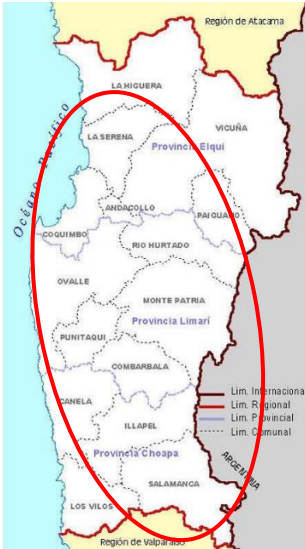 Región de Atacama
LA HIGUERA
VICUÑA
LA SERENA
Provincia Elqui
Océano Pacífico
ANDACOLLO
PAIGUANO
COQUIMBO
RIO HURTADO
OVALLE
MONTE PATRIA
Provincia Limarí
PUNITAQUI
COMBARBALA
Lim. Internaciona
CANELA
Lim. Regional
Lim. Provincial
ILLAPEL
Lim. Comunal
Provincia Choapa
ARGENTINA
SALAMANCA
LOS VILOS
Región de Valparaíso